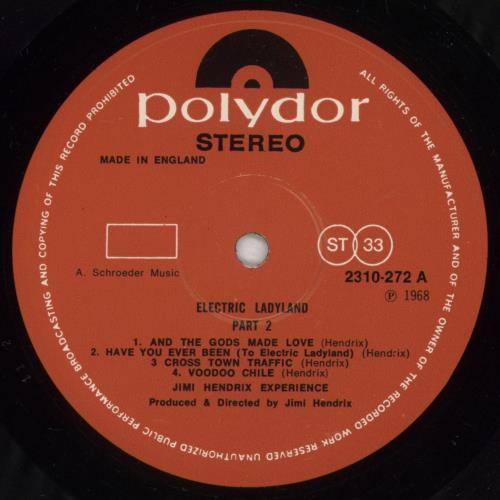 polydor
STEREO
MADE IN ENGLAND
ST 33
A. Schroeder Music
2310-272 A
Ⓟ 1968
ELECTRIC LADYLAND
PART 2
1. AND THE GODS MADE LOVE (Hendrix)
2. HAVE YOU EVER BEEN (To Electric Ladyland) (Hendrix)
3 CROSS TOWN TRAFFIC (Hendrix)
4. VOODOO CHILE (Hendrix)
JIMI HENDRIX EXPERIENCE
Produced & Directed by Jimi Hendrix
ALL RIGHTS OF THE MANUFACTURER AND OF THE OWNER OF THE RECORDED WORK RESERVED UNAUTHORIZED PUBLIC PERFORMANCE BROADCASTING AND COPYING OF THIS RECORD PROHIBITED